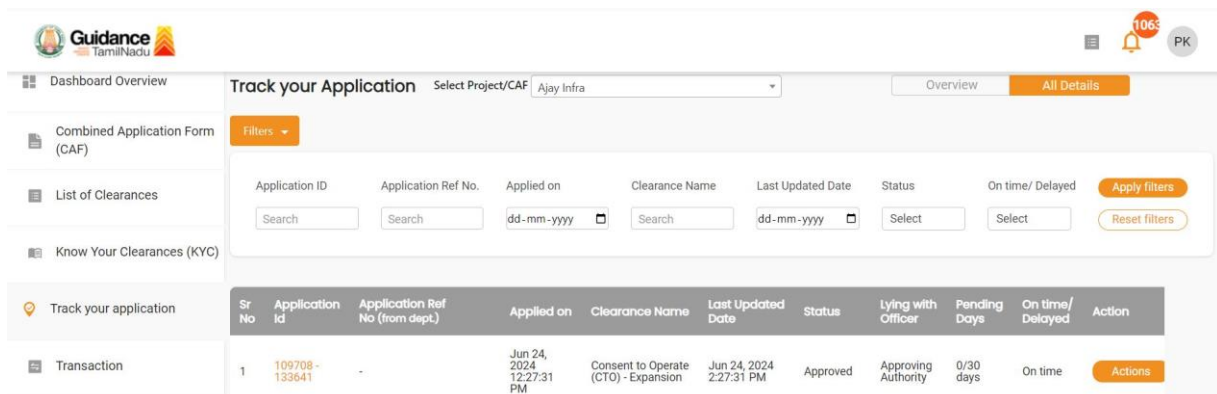 Guidance
TamilNadu
1063
PK
Dashboard Overview
Combined Application Form
(CAF)
List of Clearances
Know Your Clearances (KYC)
Track your application
Transaction
Track your Application
Select Project/CAF
Ajay Infra
Overview
All Details
Filters
Application ID
Application Ref No.
Applied on
Clearance Name
Last Updated Date
Status
On time/ Delayed
Apply filters
Search
Search
dd-mm-yyyy
Search
dd-mm-yyyy
Select
Select
Reset filters
Sr
No
Application
Id
Application Ref
No (from dept.)
Applied on
Clearance Name
Last Updated
Date
Status
Lying with
Officer
Pending
Days
On time/
Delayed
Action
1
109708 -
133641
-
Jun 24,
2024
12:27:31
PM
Consent to Operate
(CTO) - Expansion
Jun 24, 2024
2:27:31 PM
Approved
Approving
Authority
0/30
days
On time
Actions